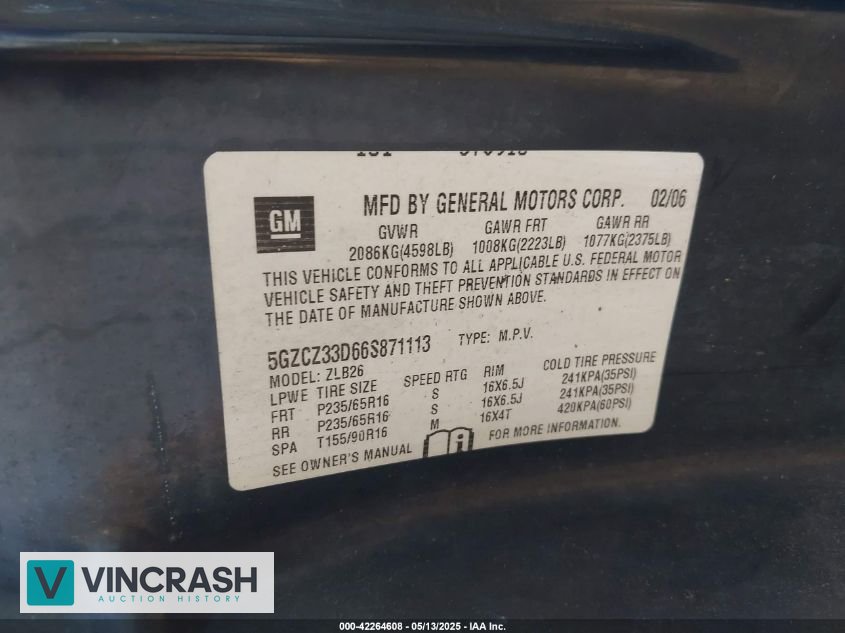 GM
MFD BY GENERAL MOTORS CORP. 02/06
GVWR GAWR FRT GAWR RR
2086KG(4598LB) 1008KG(2223LB) 1077KG(2375LB)
THIS VEHICLE CONFORMS TO ALL APPLICABLE U.S. FEDERAL MOTOR
VEHICLE SAFETY AND THEFT PREVENTION STANDARDS IN EFFECT ON
THE DATE OF MANUFACTURE SHOWN ABOVE.
5GZCZ33D66S871113 TYPE: M.P.V.
MODEL: ZLB26
LPWE TIRE SIZE SPEED RTG RIM COLD TIRE PRESSURE
FRT P235/65R16 S 16X6.5J 241KPA(35PSI)
RR P235/65R16 S 16X6.5J 241KPA(35PSI)
SPA T155/90R16 M 16X4T 420KPA(60PSI)
SEE OWNER'S MANUAL i FOR MORE INFORMATION.
V VINCRASH
AUCTION HISTORY
000-42264608 - 05/13/2025 - IAA Inc.